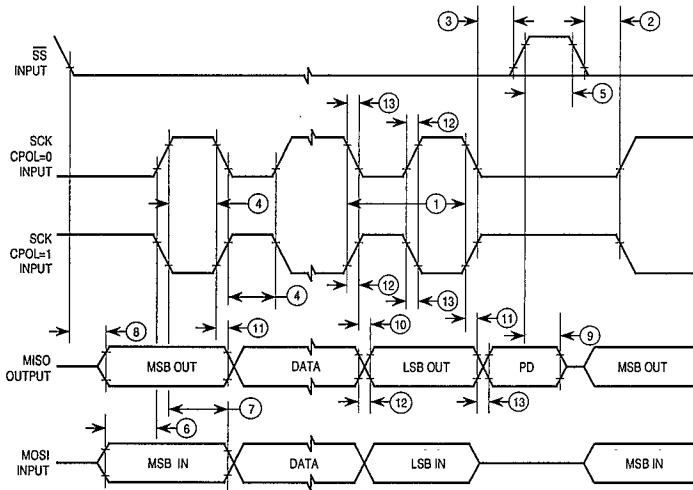 3
2
SS
INPUT
5
13
12
SCK
CPOL=0
INPUT
4
1
SCK
CPOL=1
INPUT
4
12
13
8
11
10
11
9
MISO
OUTPUT
MSB OUT
DATA
LSB OUT
PD
MSB OUT
7
12
13
6
MOSI
INPUT
MSB IN
DATA
LSB IN
MSB IN